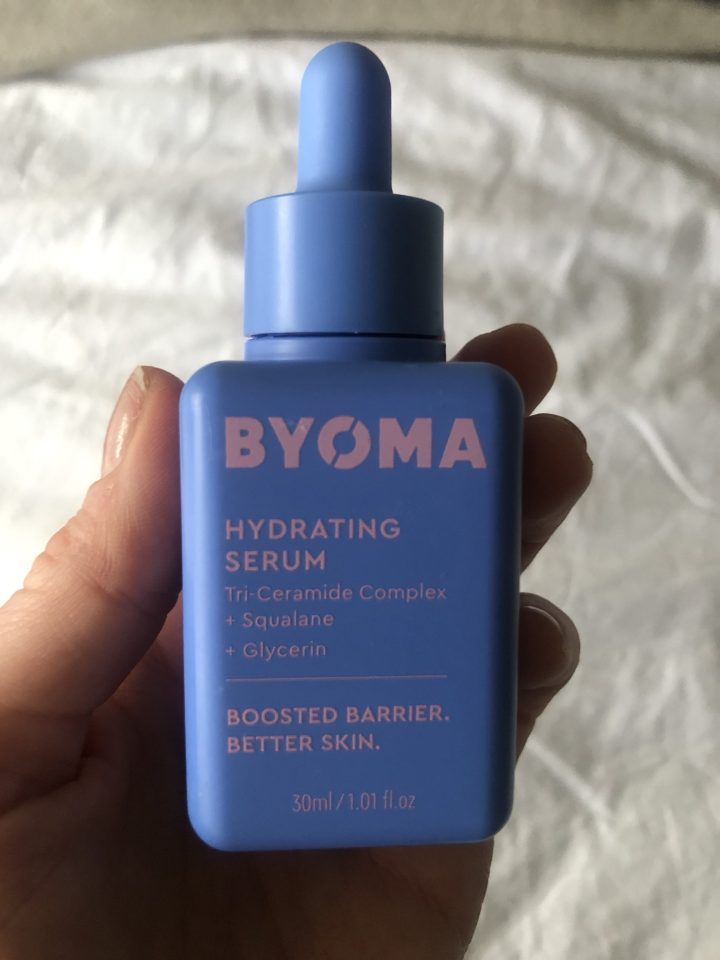 BYOMA
HYDRATING
SERUM
Tri-Ceramide Complex
+ Squalane
+ Glycerin
BOOSTED BARRIER.
BETTER SKIN.
30ml/1.01 fl.oz